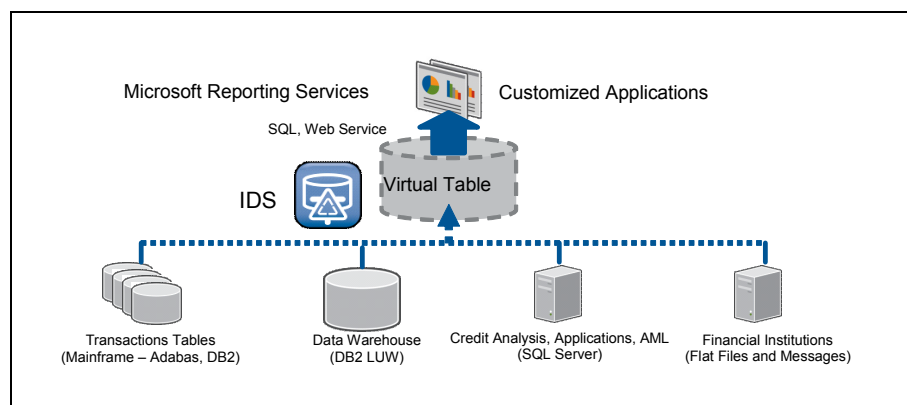 Microsoft Reporting Services
Customized Applications
SQL, Web Service
Virtual Table
IDS
Transactions Tables
(Mainframe – Adabas, DB2)
Data Warehouse
(DB2 LUW)
Credit Analysis, Applications, AML
(SQL Server)
Financial Institutions
(Flat Files and Messages)